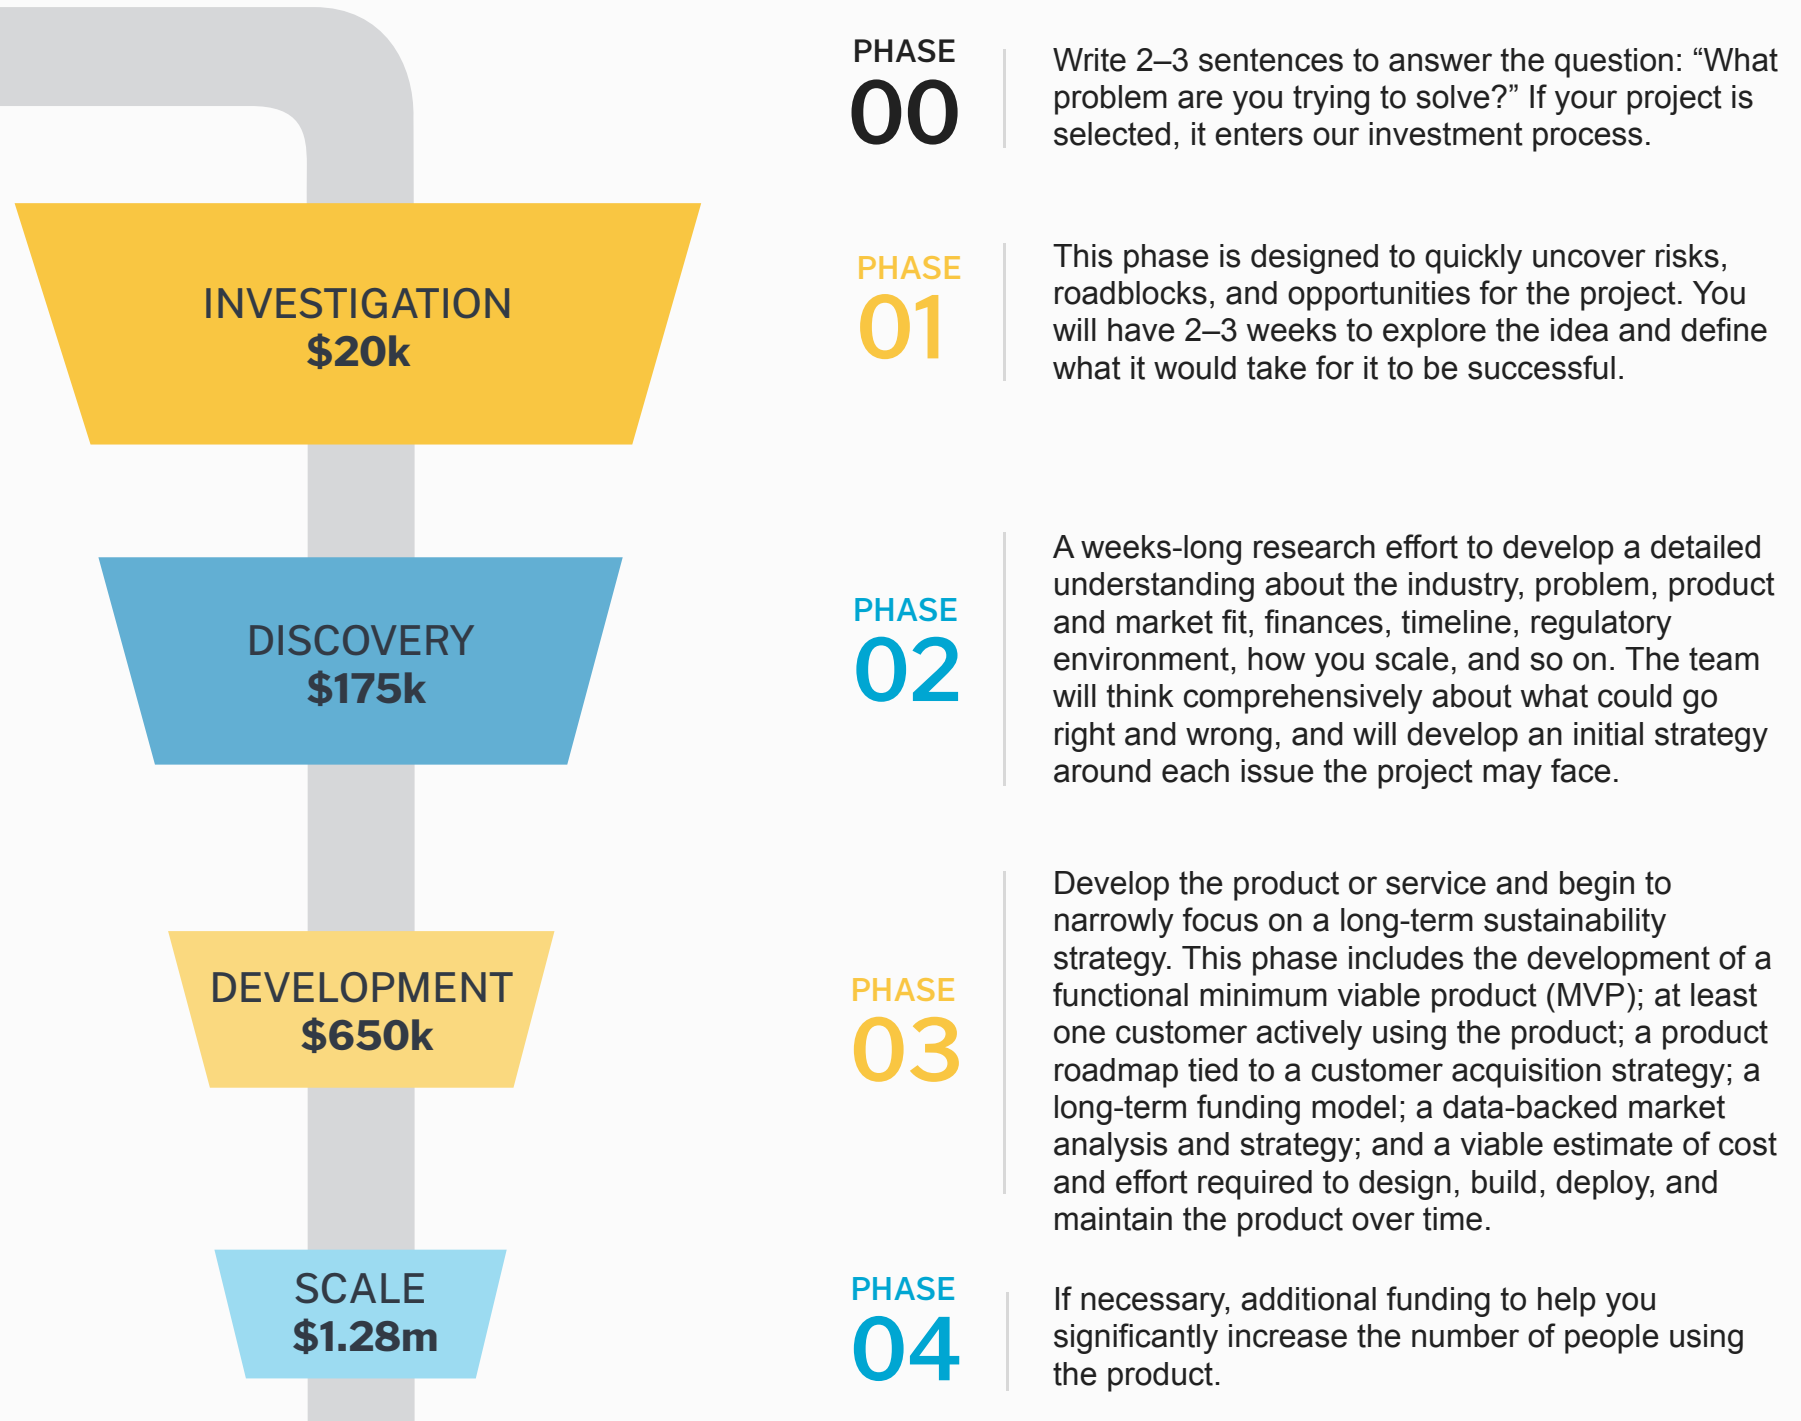 PHASE
00
Write 2–3 sentences to answer the question: “What
problem are you trying to solve?” If your project is
selected, it enters our investment process.
INVESTIGATION
$20k
PHASE
01
This phase is designed to quickly uncover risks,
roadblocks, and opportunities for the project. You
will have 2–3 weeks to explore the idea and define
what it would take for it to be successful.
DISCOVERY
$175k
PHASE
02
A weeks-long research effort to develop a detailed
understanding about the industry, problem, product
and market fit, finances, timeline, regulatory
environment, how you scale, and so on. The team
will think comprehensively about what could go
right and wrong, and will develop an initial strategy
around each issue the project may face.
DEVELOPMENT
$650k
PHASE
03
Develop the product or service and begin to
narrowly focus on a long-term sustainability
strategy. This phase includes the development of a
functional minimum viable product (MVP); at least
one customer actively using the product; a product
roadmap tied to a customer acquisition strategy; a
long-term funding model; a data-backed market
analysis and strategy; and a viable estimate of cost
and effort required to design, build, deploy, and
maintain the product over time.
SCALE
$1.28m
PHASE
04
If necessary, additional funding to help you
significantly increase the number of people using
the product.